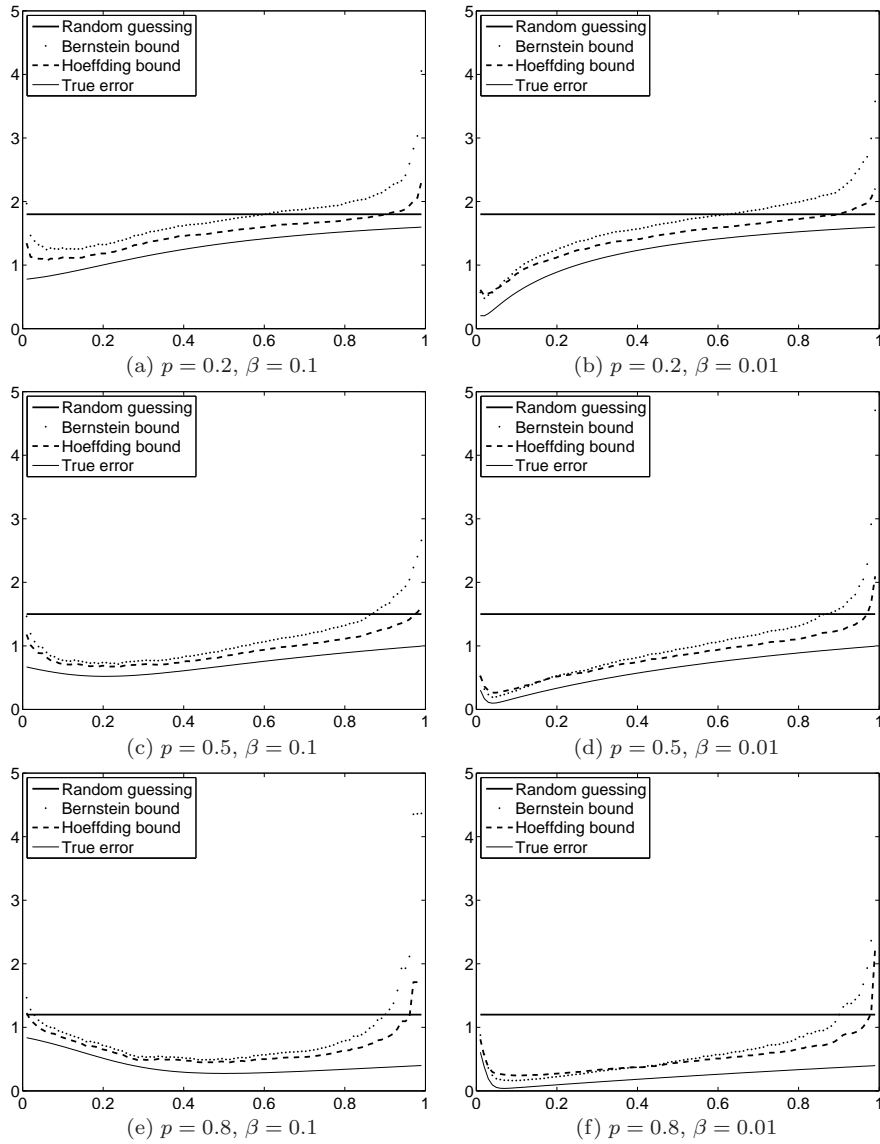 5
4
3
2
1
0
Random guessing
Bernstein bound
Hoeffding bound
True error
0 0.2 0.4 0.6 0.8 1
(a) p = 0.2, β = 0.1
5
4
3
2
1
0
Random guessing
Bernstein bound
Hoeffding bound
True error
0 0.2 0.4 0.6 0.8 1
(b) p = 0.2, β = 0.01
5
4
3
2
1
0
Random guessing
Bernstein bound
Hoeffding bound
True error
0 0.2 0.4 0.6 0.8 1
(c) p = 0.5, β = 0.1
5
4
3
2
1
0
Random guessing
Bernstein bound
Hoeffding bound
True error
0 0.2 0.4 0.6 0.8 1
(d) p = 0.5, β = 0.01
5
4
3
2
1
0
Random guessing
Bernstein bound
Hoeffding bound
True error
0 0.2 0.4 0.6 0.8 1
(e) p = 0.8, β = 0.1
5
4
3
2
1
0
Random guessing
Bernstein bound
Hoeffding bound
True error
0 0.2 0.4 0.6 0.8 1
(f) p = 0.8, β = 0.01